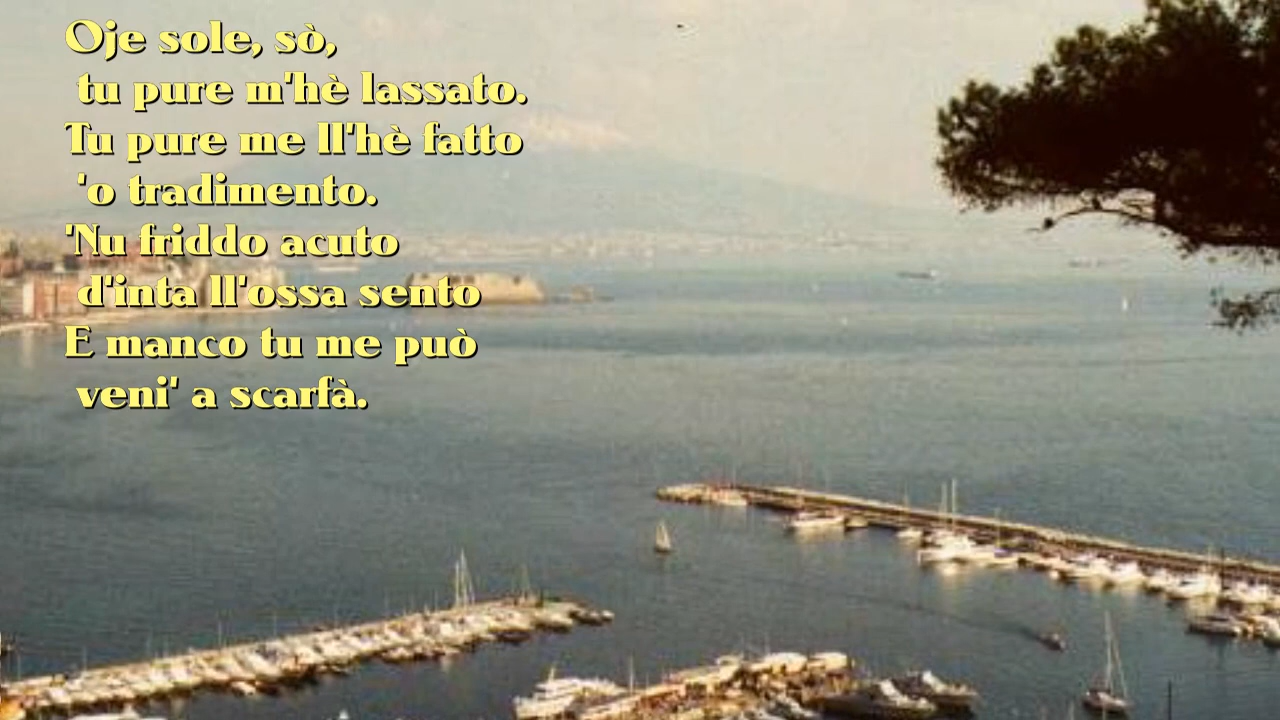 Oje sole, sò,
tu pure m'hè lassato.
Tu pure me ll'hè fatto
'o tradimento.
'Nu friddo acuto
d'inta ll'ossa sento
E manco tu me può
veni' a scarfà.